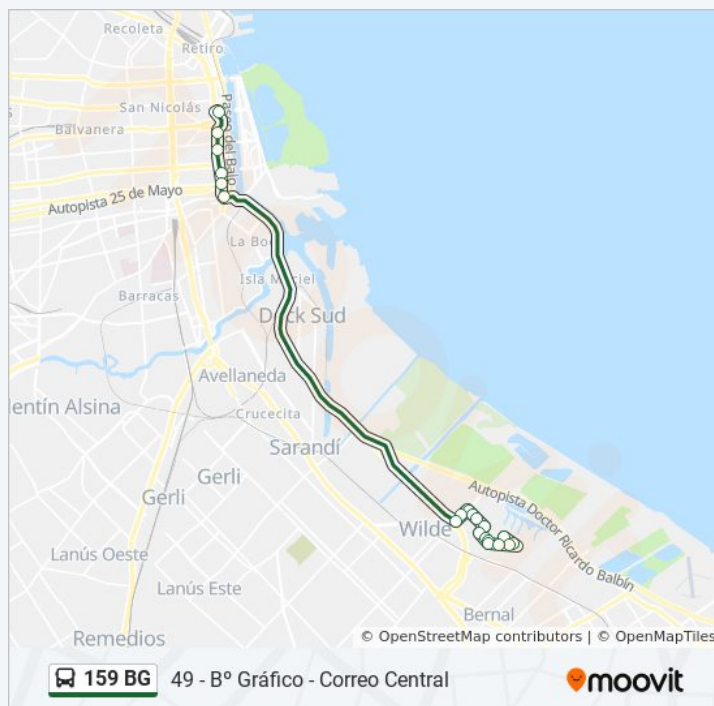 Recoleta
Retiro
San Nicolás
Balvanera
Paseo del Bajo
Autopista 25 de Mayo
La Boc
Isla Maciel
Barracas
Dock Sud
Avellaneda
lentín Alsina
Crucecita
Sarandí
Gerli
Gerli
Autopista Doctor Ricardo Balbín
Wilde
Lanús Oeste
Lanús Este
Bernal
Remedios
© OpenStreetMap contributors | © OpenMapTiles
159 BG
49 - Bº Gráfico - Correo Central
moovit